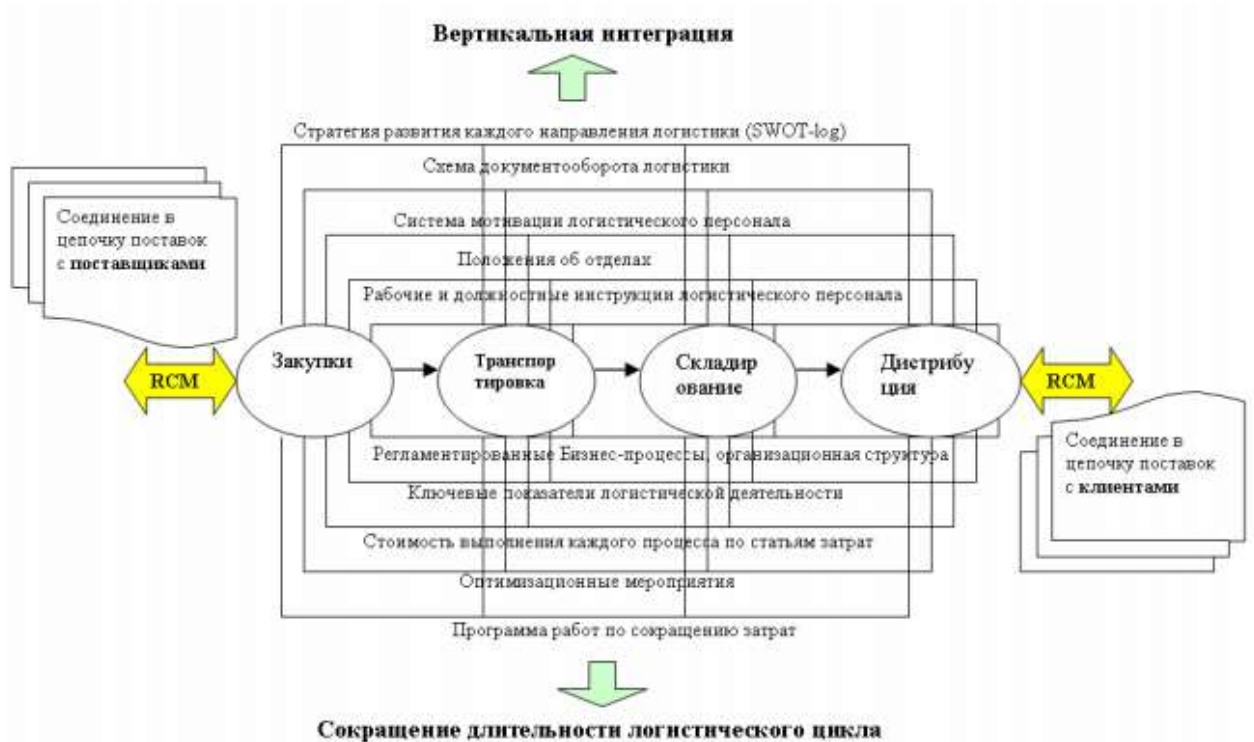 Вертикальная интеграция
Стратегия развития каждого направления логистики (SWOT-log)
Схема документооборота логистики
Соединение в
цепочку поставок
с поставщиками
Система мотивации логистического персонала
Положения об отделах
Рабочие и должностные инструкции логистического персонала
RCM
Закупки
Транспор
тировка
Складир
ование
Дистрибу
ция
RCM
Соединение в
цепочку поставок
с клиентами
Регламентированные Бизнес-процессы, организационная структура
Ключевые показатели логистической деятельности
Стоимость выполнения каждого процесса по статьям затрат
Оптимизационные мероприятия
Программа работ по сокращению затрат
Сокращение длительности логистического цикла